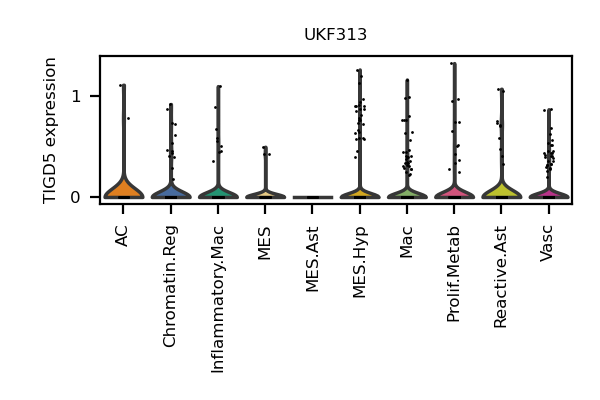 UKF313
TIGD5 expression
1
0
AC
Chromatin.Reg
Inflammatory.Mac
MES
MES.Ast
MES.Hyp
Mac
Prolif.Metab
Reactive.Ast
Vasc